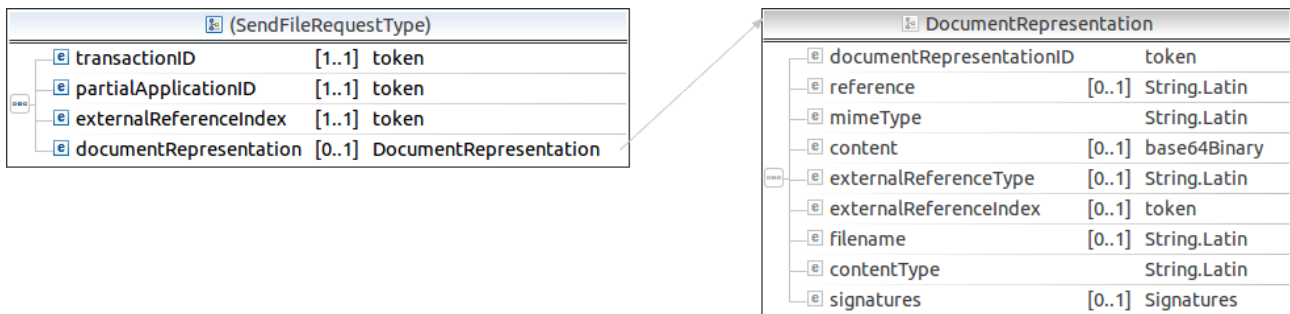 (SendFileRequestType)
e transactionID [1..1] token
e partialApplicationID [1..1] token
e externalReferenceIndex [1..1] token
e documentRepresentation [0..1] DocumentRepresentation
DocumentRepresentation
e documentRepresentationID token
e reference [0..1] String.Latin
e mimeType String.Latin
e content [0..1] base64Binary
e externalReferenceType [0..1] String.Latin
e externalReferenceIndex [0..1] token
e filename [0..1] String.Latin
e contentType String.Latin
e signatures [0..1] Signatures